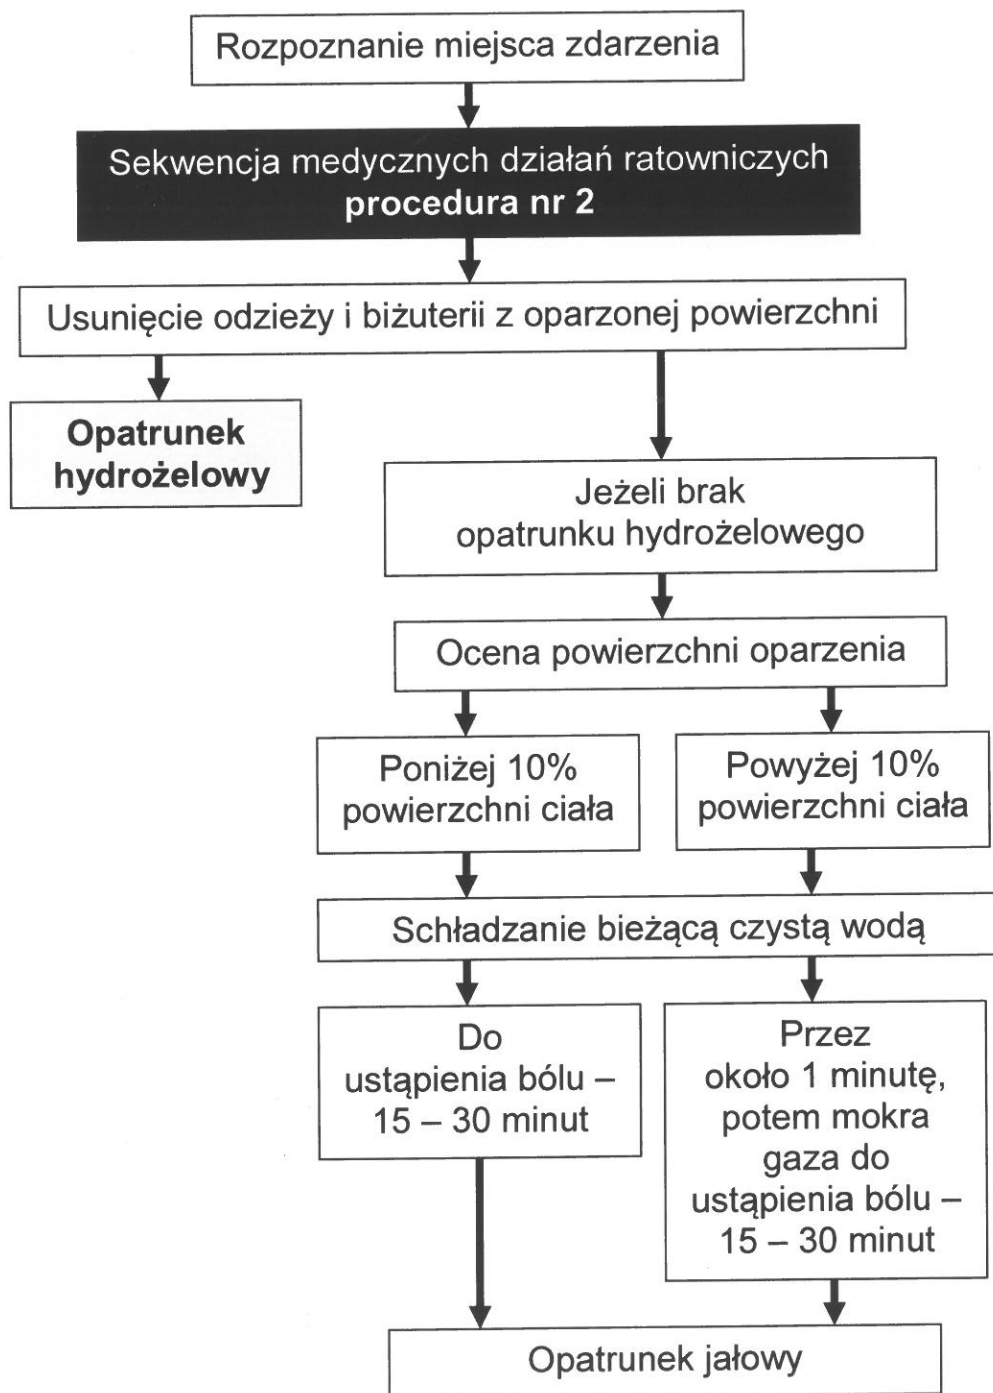 Rozpoznanie miejsca zdarzenia
Sekwencja medycznych działań ratowniczych
procedura nr 2
Usunięcie odzieży i biżuterii z oparzonej powierzchni
Opatrunek
hydrożelowy
Jeżeli brak
opatrunku hydrożelowego
Ocena powierzchni oparzenia
Poniżej 10%
powierzchni ciała
Powyżej 10%
powierzchni ciała
Schładzanie bieżącą czystą wodą
Do
ustąpienia bólu –
15 – 30 minut
Przez
około 1 minutę,
potem mokra
gaza do
ustąpienia bólu –
15 – 30 minut
Opatrunek jałowy